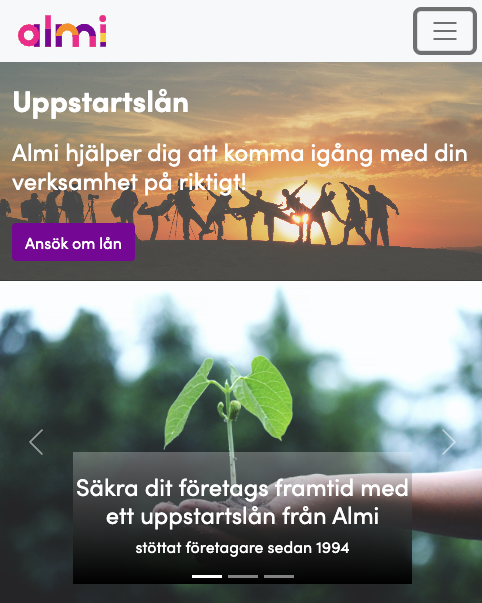 almi
Uppstartslån
Almi hjälper dig att komma igång med din
verksamhet på riktigt!
Ansök om lån
Säkra dit företags framtid med
ett uppstartslån från Almi
stöttat företagare sedan 1994